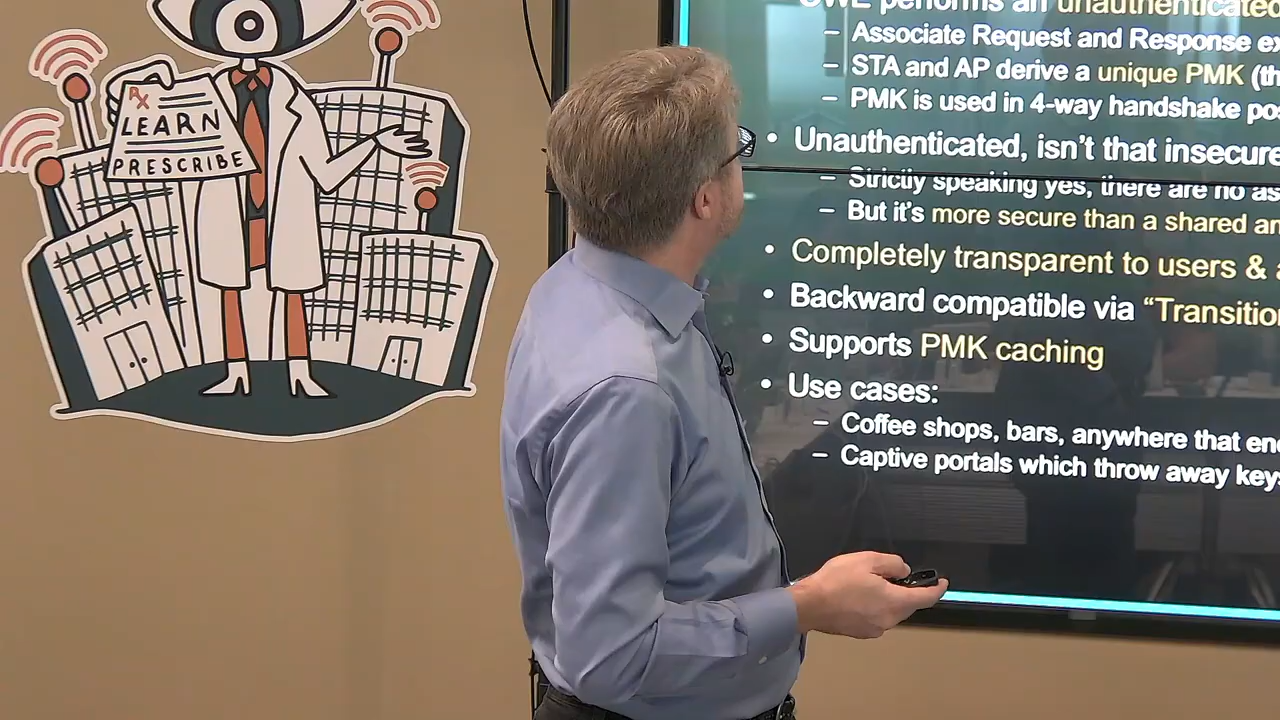 Rx
LEARN
PRESCRIBE
OWE performs an unauthenticated
– Associate Request and Response ex
– STA and AP derive a unique PMK (th
– PMK is used in 4-way handshake po
• Unauthenticated, isn't that insecure
– Strictly speaking yes, there are no as
– But it's more secure than a shared an
• Completely transparent to users & a
• Backward compatible via “Transitio
• Supports PMK caching
• Use cases:
– Coffee shops, bars, anywhere that en
– Captive portals which throw away key